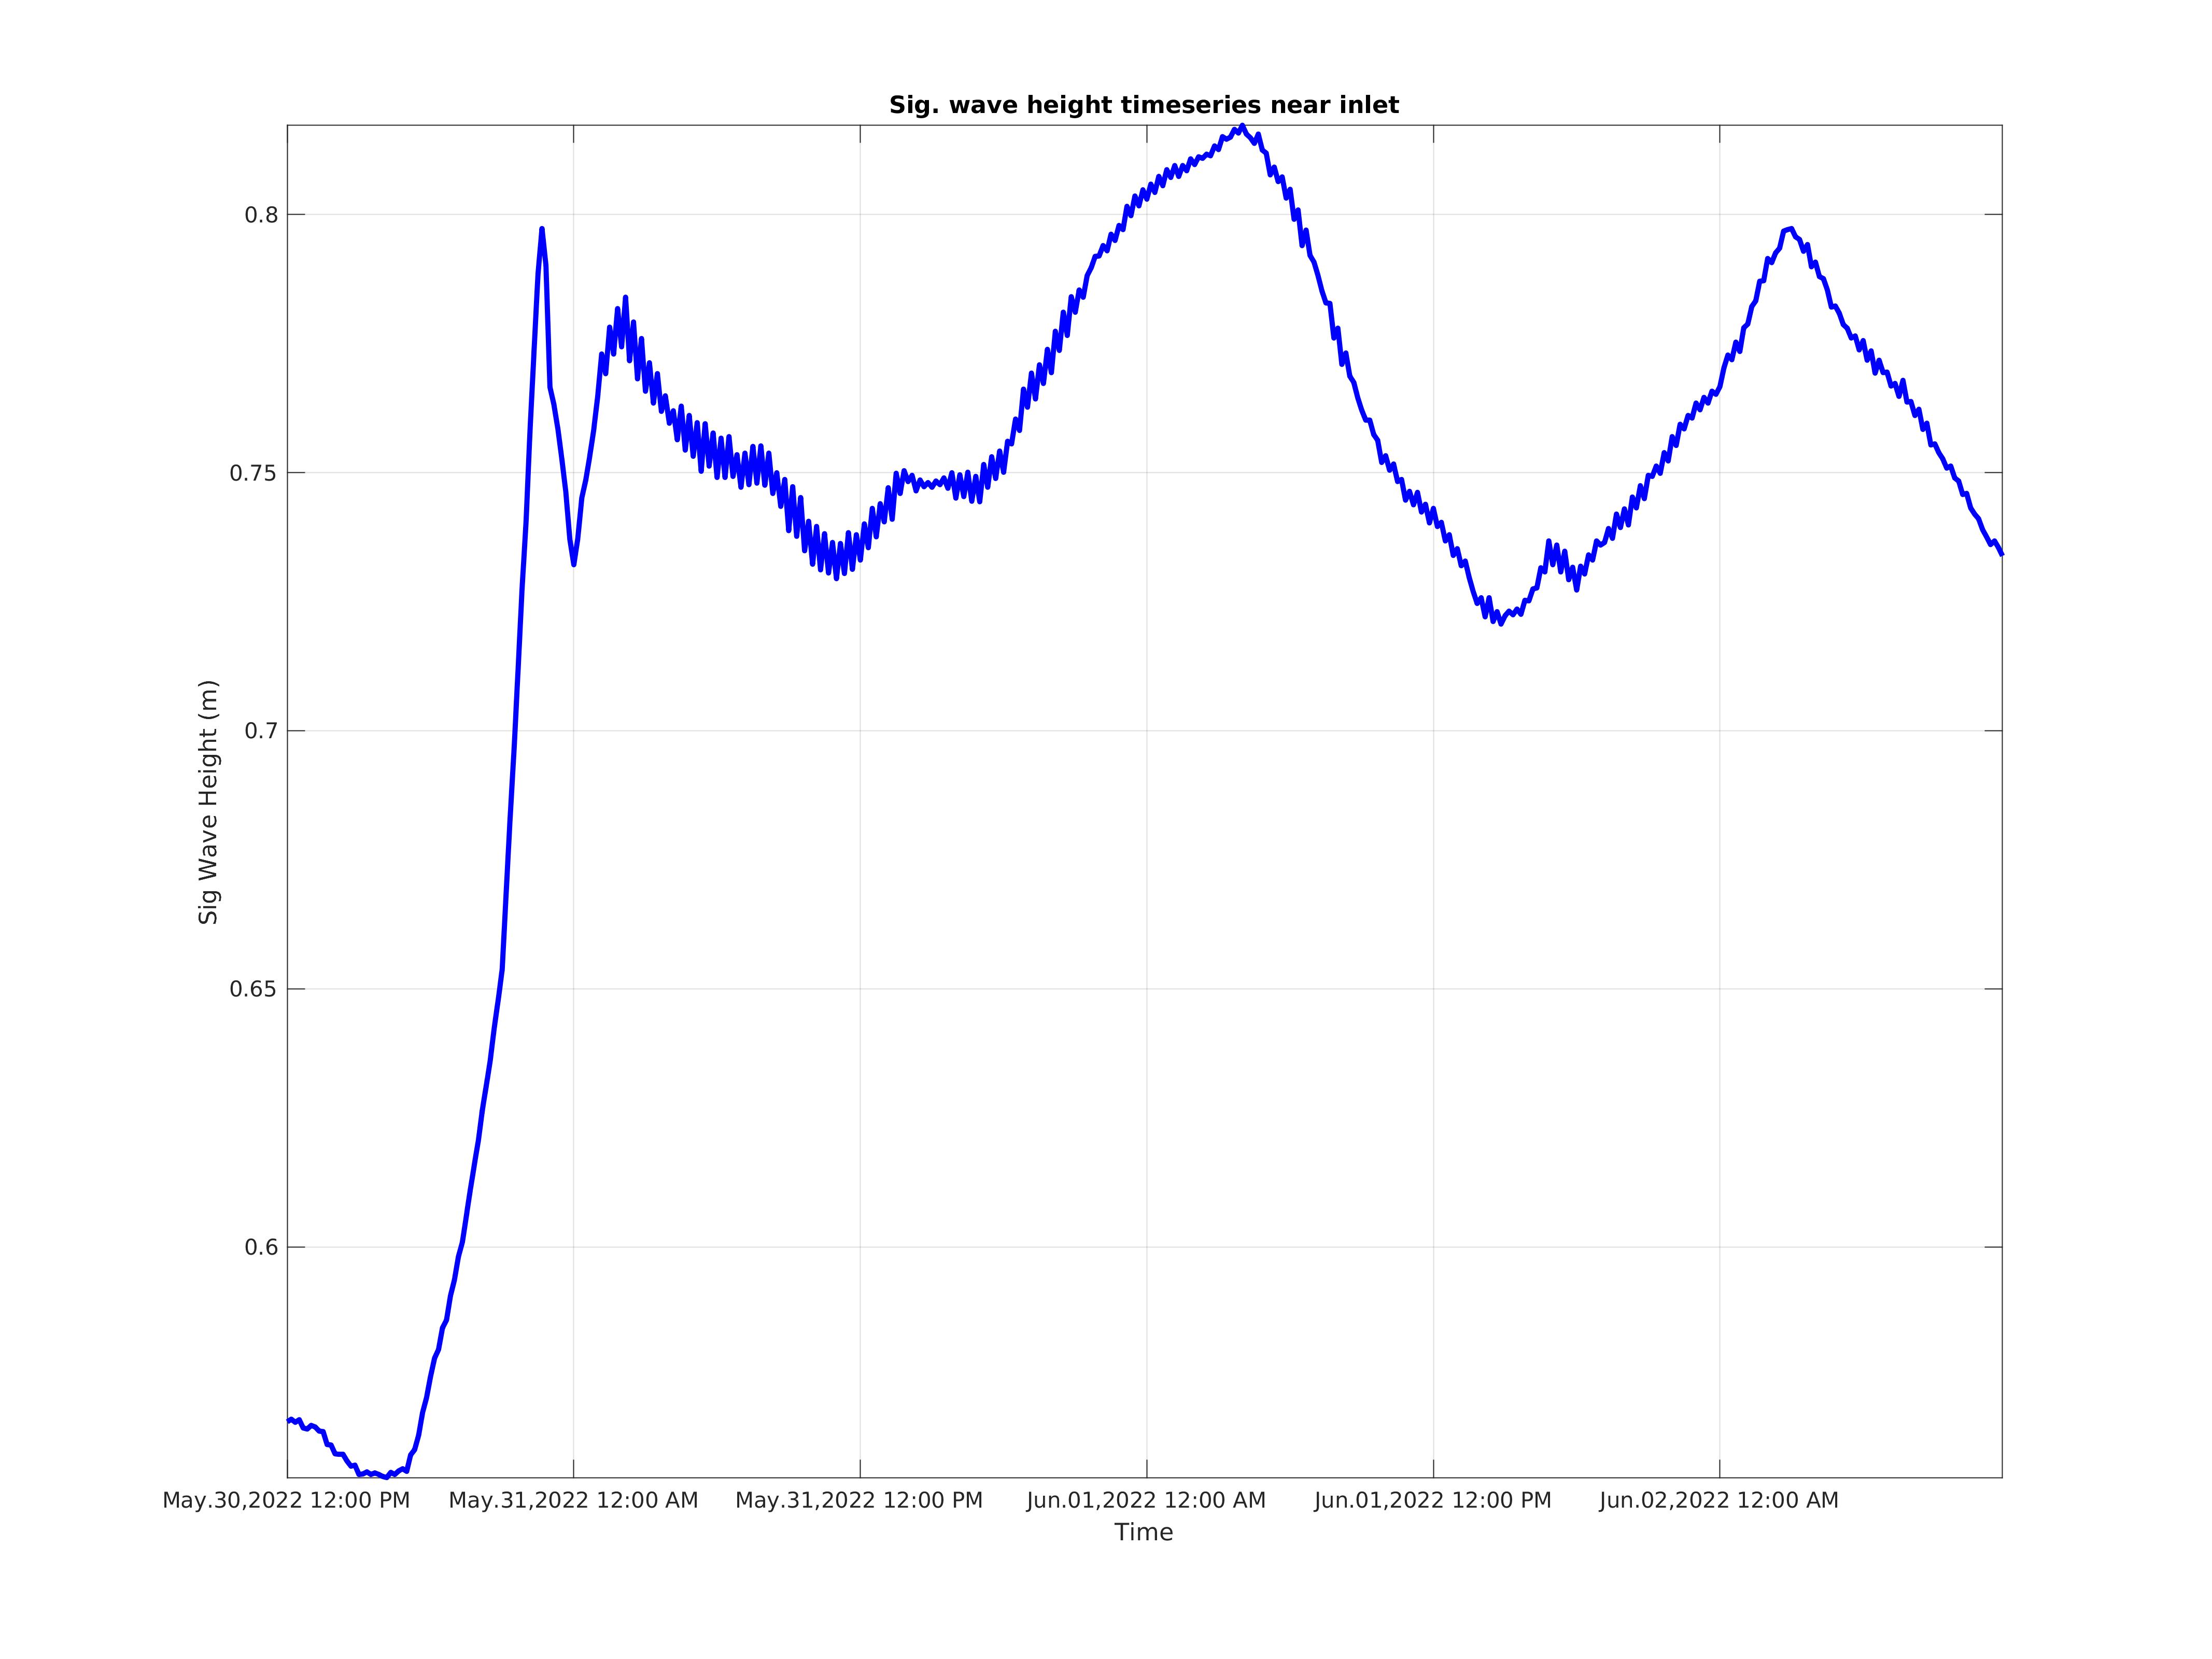 Sig. wave height timeseries near inlet
0.8
0.75
0.7
0.65
0.6
Sig Wave Height (m)
May.30,2022 12:00 PM
May.31,2022 12:00 AM
May.31,2022 12:00 PM
Jun.01,2022 12:00 AM
Jun.01,2022 12:00 PM
Jun.02,2022 12:00 AM
Time